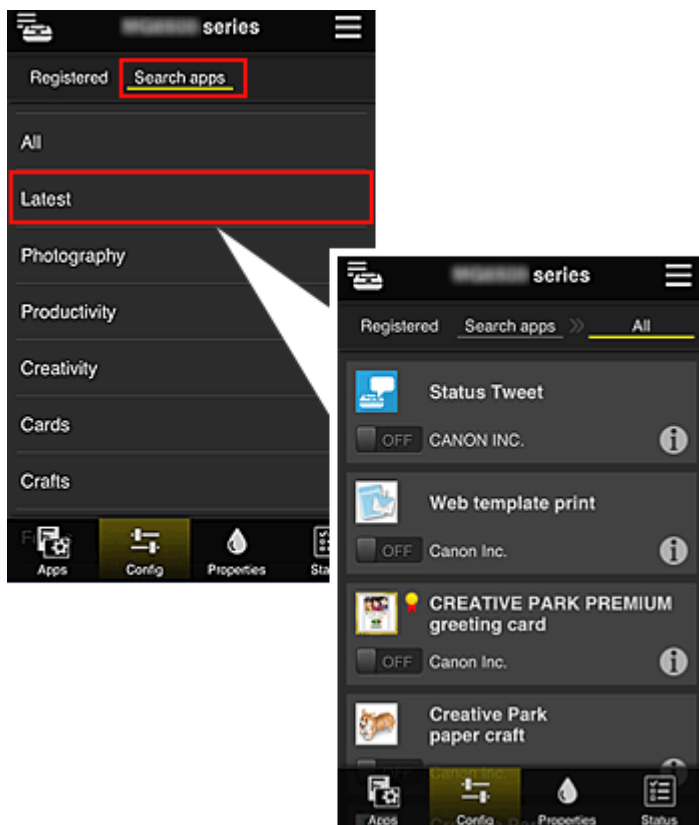 series
Registered Search apps
All
Latest
Photography
Productivity
Creativity
Cards
Crafts
Apps Config Properties
series
Registered Search apps » All
Status Tweet
OFF CANON INC.
Web template print
OFF Canon Inc.
CREATIVE PARK PREMIUM
greeting card
OFF Canon Inc.
Creative Park
paper craft
Canon Inc.
Apps Config Properties Status